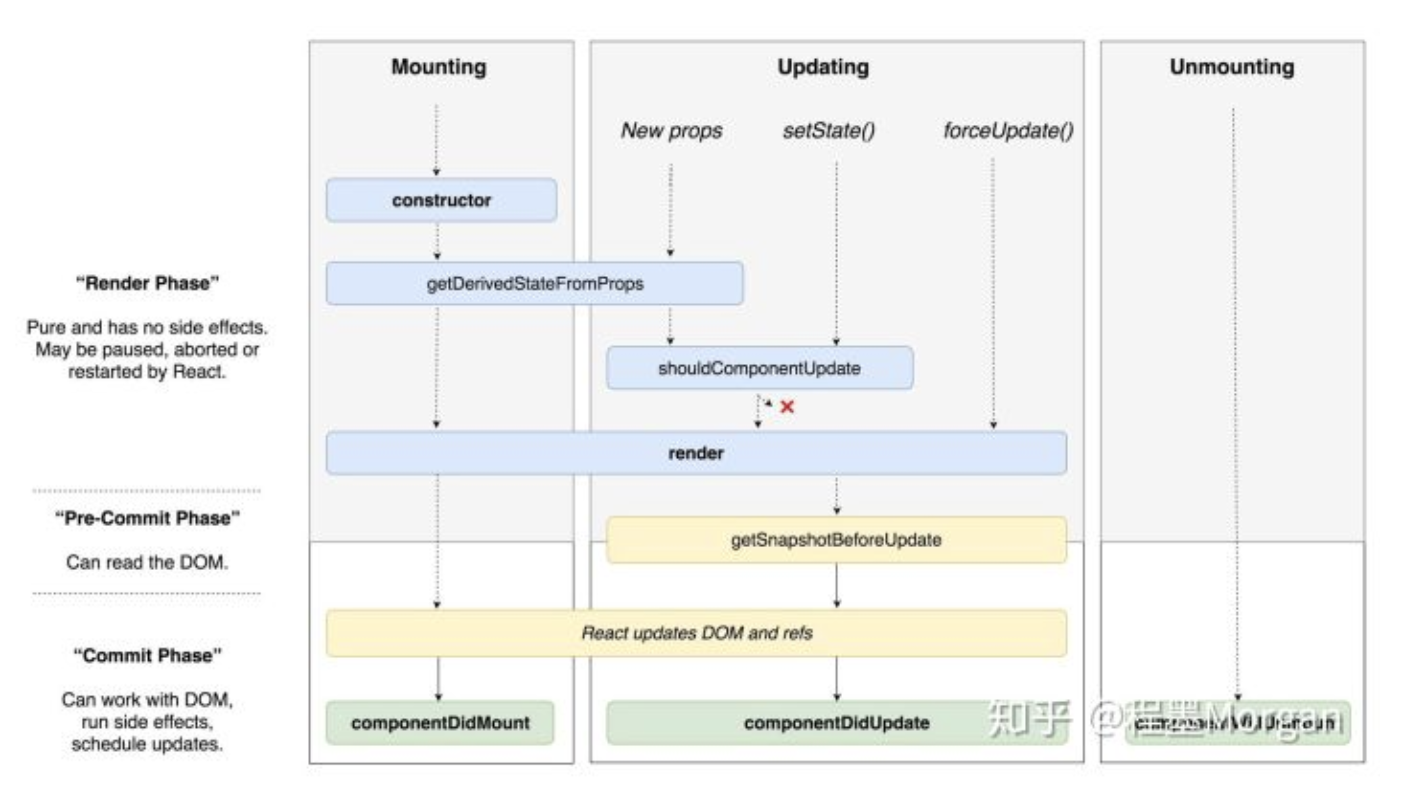 Mounting
Updating
Unmounting
New props
setState()
forceUpdate()
constructor
“Render Phase”
Pure and has no side effects.
May be paused, aborted or
restarted by React.
getDerivedStateFromProps
shouldComponentUpdate
render
“Pre-Commit Phase”
Can read the DOM.
getSnapshotBeforeUpdate
React updates DOM and refs
“Commit Phase”
Can work with DOM,
run side effects,
schedule updates.
componentDidMount
componentDidUpdate
知乎 @程墨Morgan